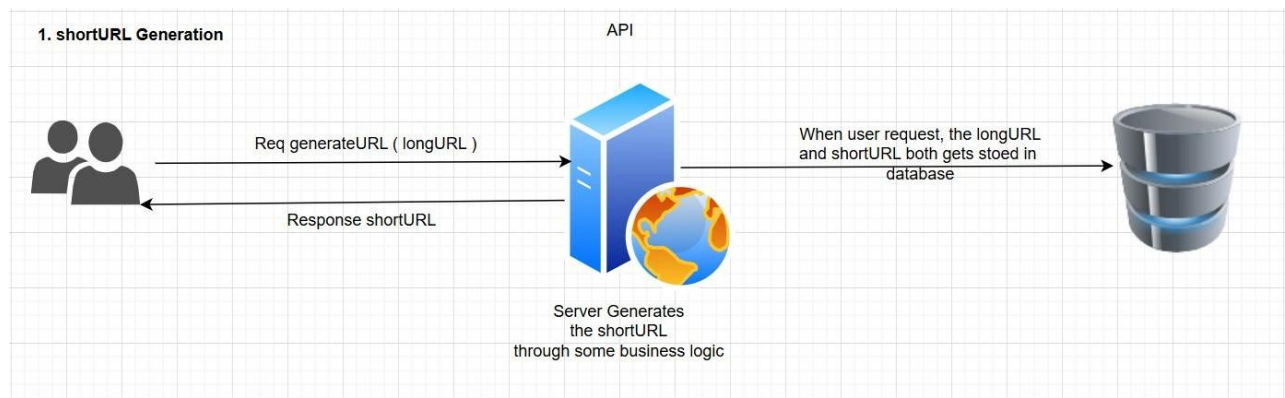 1. shortURL Generation
API
Req generateURL ( longURL )
Response shortURL
When user request, the longURL
and shortURL both gets stoed in
database
Server Generates
the shortURL
through some business logic